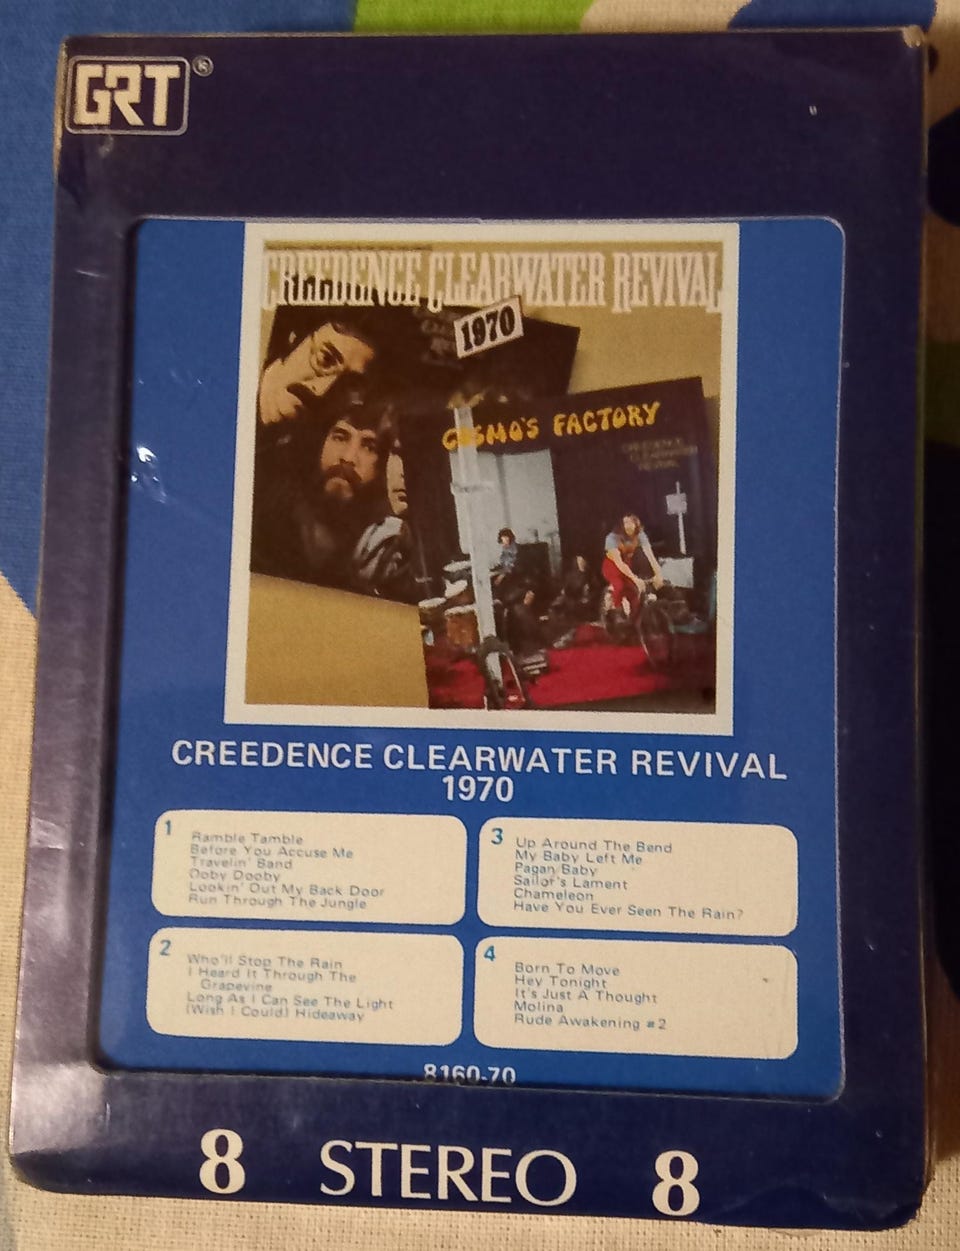 GRT®
CREEDENCE CLEARWATER REVIVAL
1970
COSMO'S FACTORY
CREEDENCE
CLEARWATER
REVIVAL
CREEDENCE CLEARWATER REVIVAL
1970
1
Ramble Tamble
Before You Accuse Me
Travelin' Band
Ooby Dooby
Lookin' Out My Back Door
Run Through The Jungle
2
Who'll Stop The Rain
I Heard It Through The
Grapevine
Long As I Can See The Light
(Wish I Could) Hideaway
3
Up Around The Bend
My Baby Left Me
Pagan Baby
Sailor's Lament
Chameleon
Have You Ever Seen The Rain?
4
Born To Move
Hey Tonight
It's Just A Thought
Molina
Rude Awakening #2
8160-70
8 STEREO 8